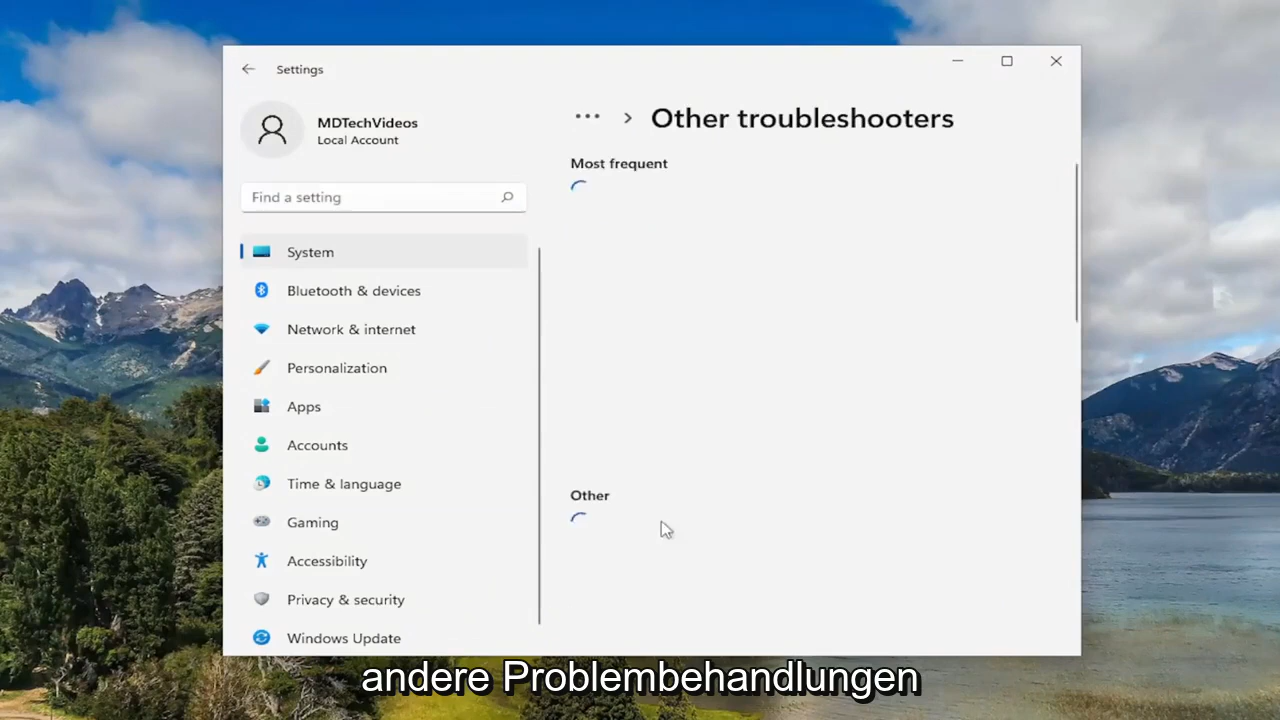 Settings
MDTechVideos
Local Account
Find a setting
System
Bluetooth & devices
Network & internet
Personalization
Apps
Accounts
Time & language
Gaming
Accessibility
Privacy & security
Windows Update
... > Other troubleshooters
Most frequent
Other
andere Problembehandlungen